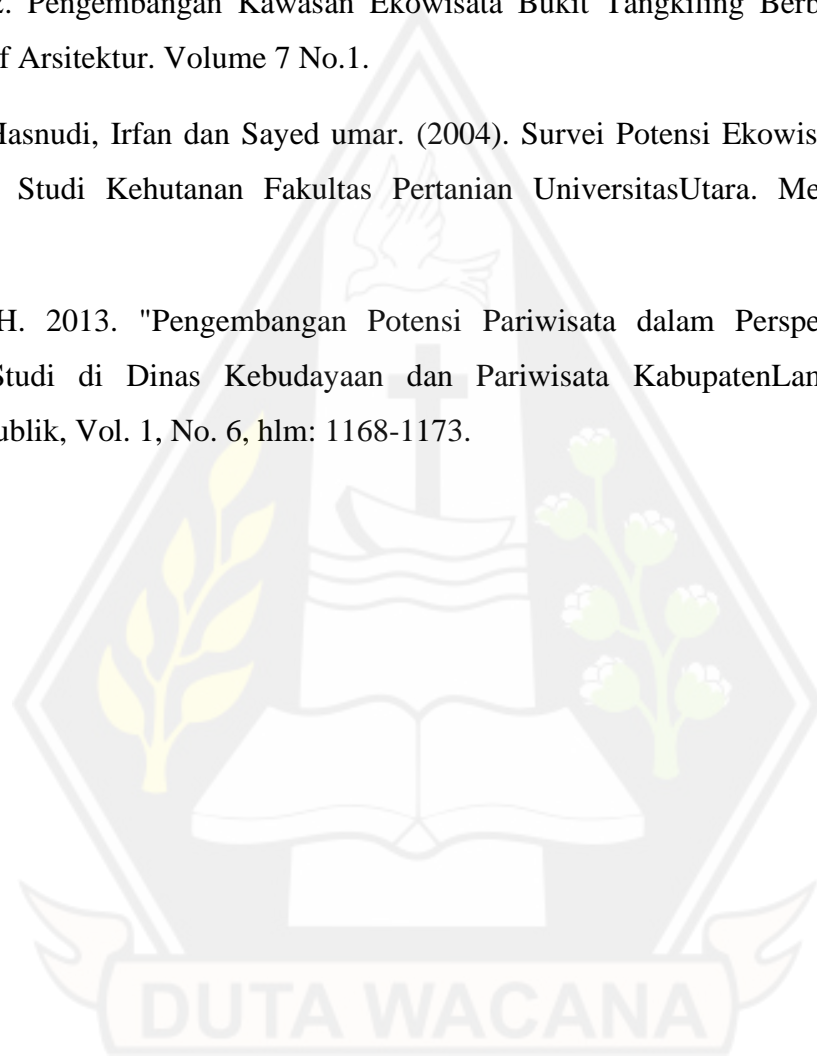 2. Pengembangan Kawasan Ekowisata Bukit Tangkiling Berb
f Arsitektur. Volume 7 No.1.
Hasnudi, Irfan dan Sayed umar. (2004). Survei Potensi Ekowis
Studi Kehutanan Fakultas Pertanian UniversitasUtara. Me
H. 2013. "Pengembangan Potensi Pariwisata dalam Perspe
Studi di Dinas Kebudayaan dan Pariwisata KabupatenLan
ublik, Vol. 1, No. 6, hlm: 1168-1173.
DUTA WACANA